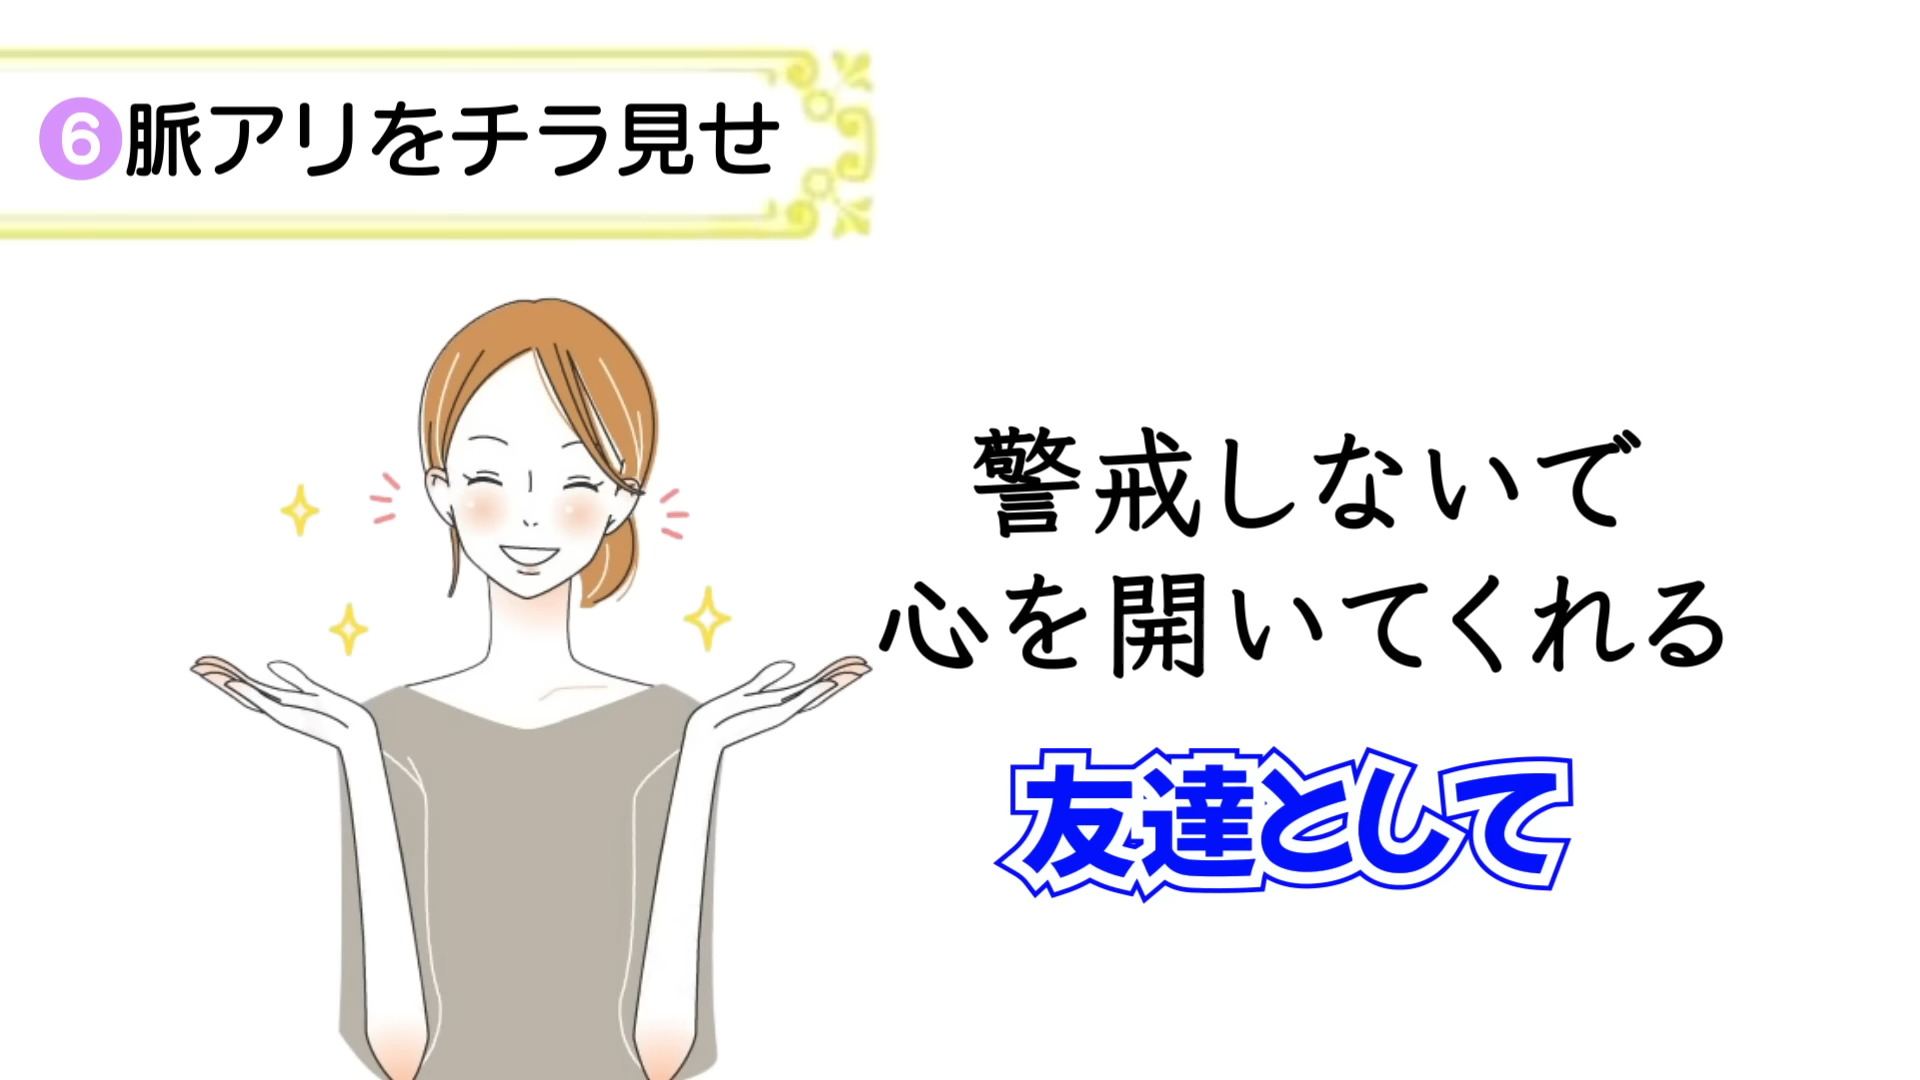 ❻脈アリをチラ見せ
警戒しないで
心を開いてくれる
友達として